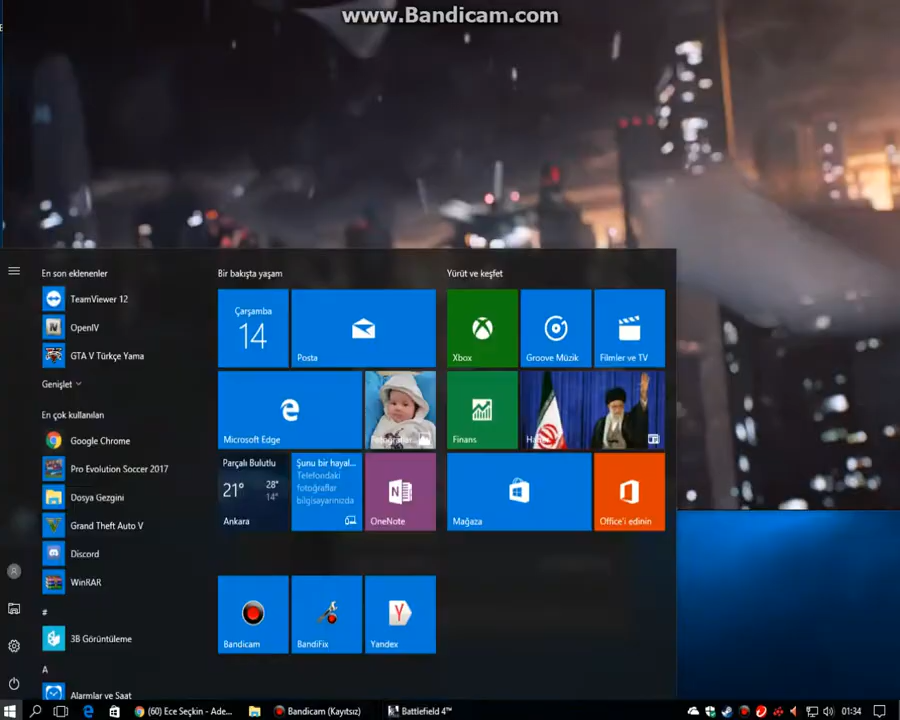 www.Bandicam.com
En son eklenenler
TeamViewer 12
OpenIV
GTA V Türkçe Yama
Genişlet
En çok kullanılan
Google Chrome
Pro Evolution Soccer 2017
Dosya Gezgini
Grand Theft Auto V
Discord
WinRAR
#
3B Görüntüleme
A
Alarmlar ve Saat
Bir bakışta yaşam
Çarşamba
14
Posta
Microsoft Edge
Parçalı Bulutlu
21°
28°
14°
Ankara
Şunu bir hayal...
Telefondaki
fotoğraflar
bilgisayarınızda
N
OneNote
Bandicam
BandiFix
Y
Yandex
Yürüt ve keşfet
Xbox
Groove Müzik
Filmler ve TV
Finans
Mağaza
Office'i edinin
(60) Ece Seçkin - Ade...
Bandicam (Kayıtsız)
Battlefield 4™
01:34